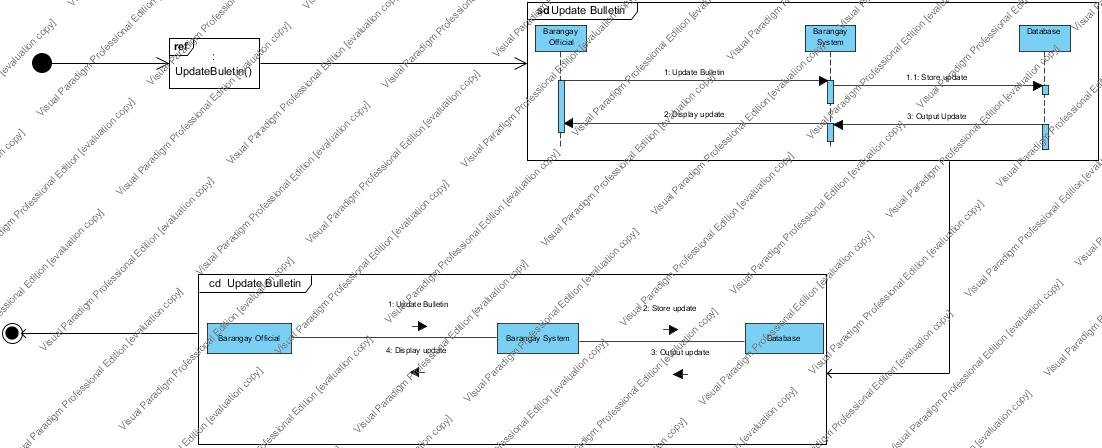 sd Update Bulletin
Barangay
Official
Barangay
System
Database
ref
:
UpdateBuletin()
1: Update Bulletin
1.1: Store update
2: Display update
3: Output Update
cd Update Bulletin
1: Update Bulletin
2: Store update
Barangay Official
Barangay System
Database
4: Display update
3: Output update
Visual Paradigm Professional Edition [evaluation copy]